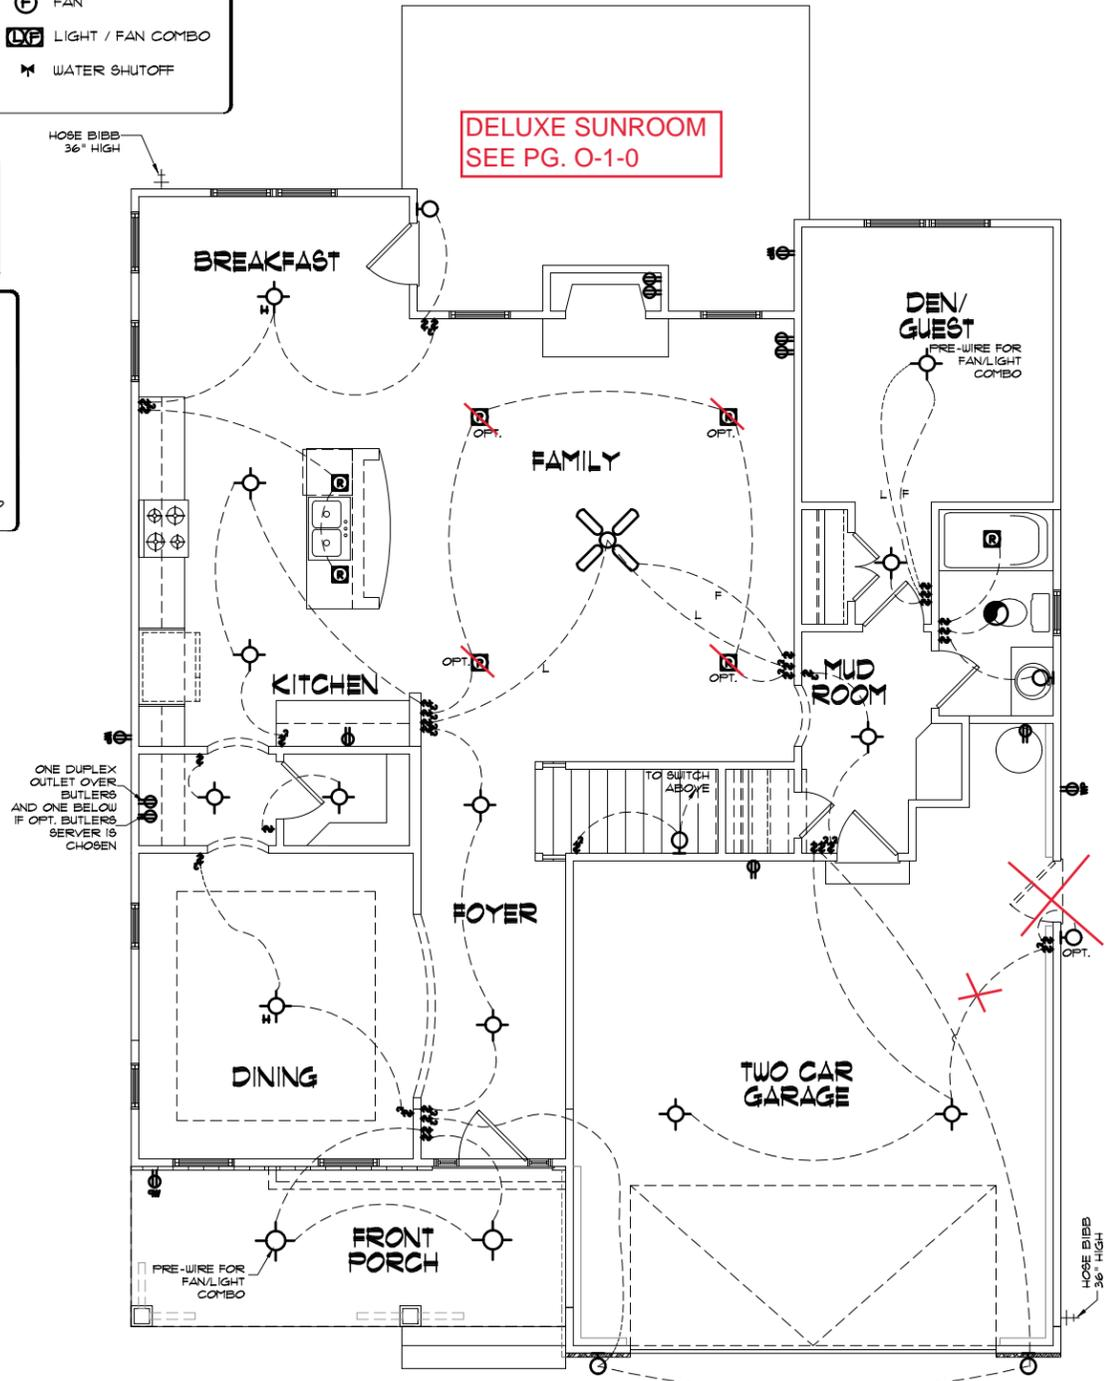 FAN
LIGHT / FAN COMBO
WATER SHUTOFF
HOSE BIBB
36" HIGH
DELUXE SUNROOM
SEE PG. O-1-0
BREAKFAST
H
DEN/
GUEST
PRE-WIRE FOR
FAN/LIGHT
COMBO
R
OPT.
R
OPT.
FAMILY
R
L
F
R
R
F
L
OPT.
R
R
OPT.
L
KITCHEN
MUD
ROOM
ONE DUPLEX
OUTLET OVER
BUTLERS
AND ONE BELOW
IF OPT. BUTLERS
SERVER IS
CHOSEN
TO SWITCH
ABOVE
FOYER
OPT.
H
DINING
TWO CAR
GARAGE
FRONT
PORCH
PRE-WIRE FOR
FAN/LIGHT
COMBO
HOSE BIBB
36" HIGH